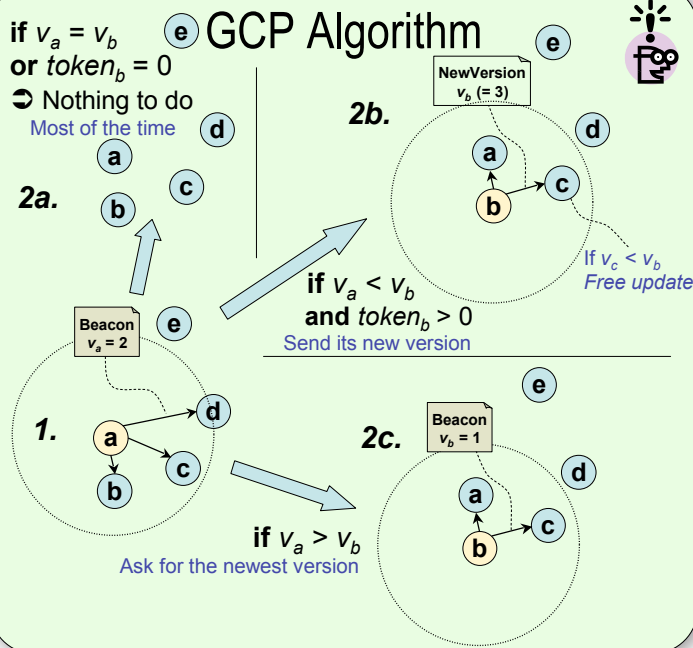 GCP Algorithm
if va = vb
or tokenb = 0
➲ Nothing to do
Most of the time
e
d
a
c
b
2a.
Beacon
va = 2
e
1.
a
d
c
b
if va < vb
and tokenb > 0
Send its new version
2b.
NewVersion
vb (= 3)
e
d
a
c
b
If vc < vb
Free update
if va > vb
Ask for the newest version
2c.
Beacon
vb = 1
e
d
a
c
b